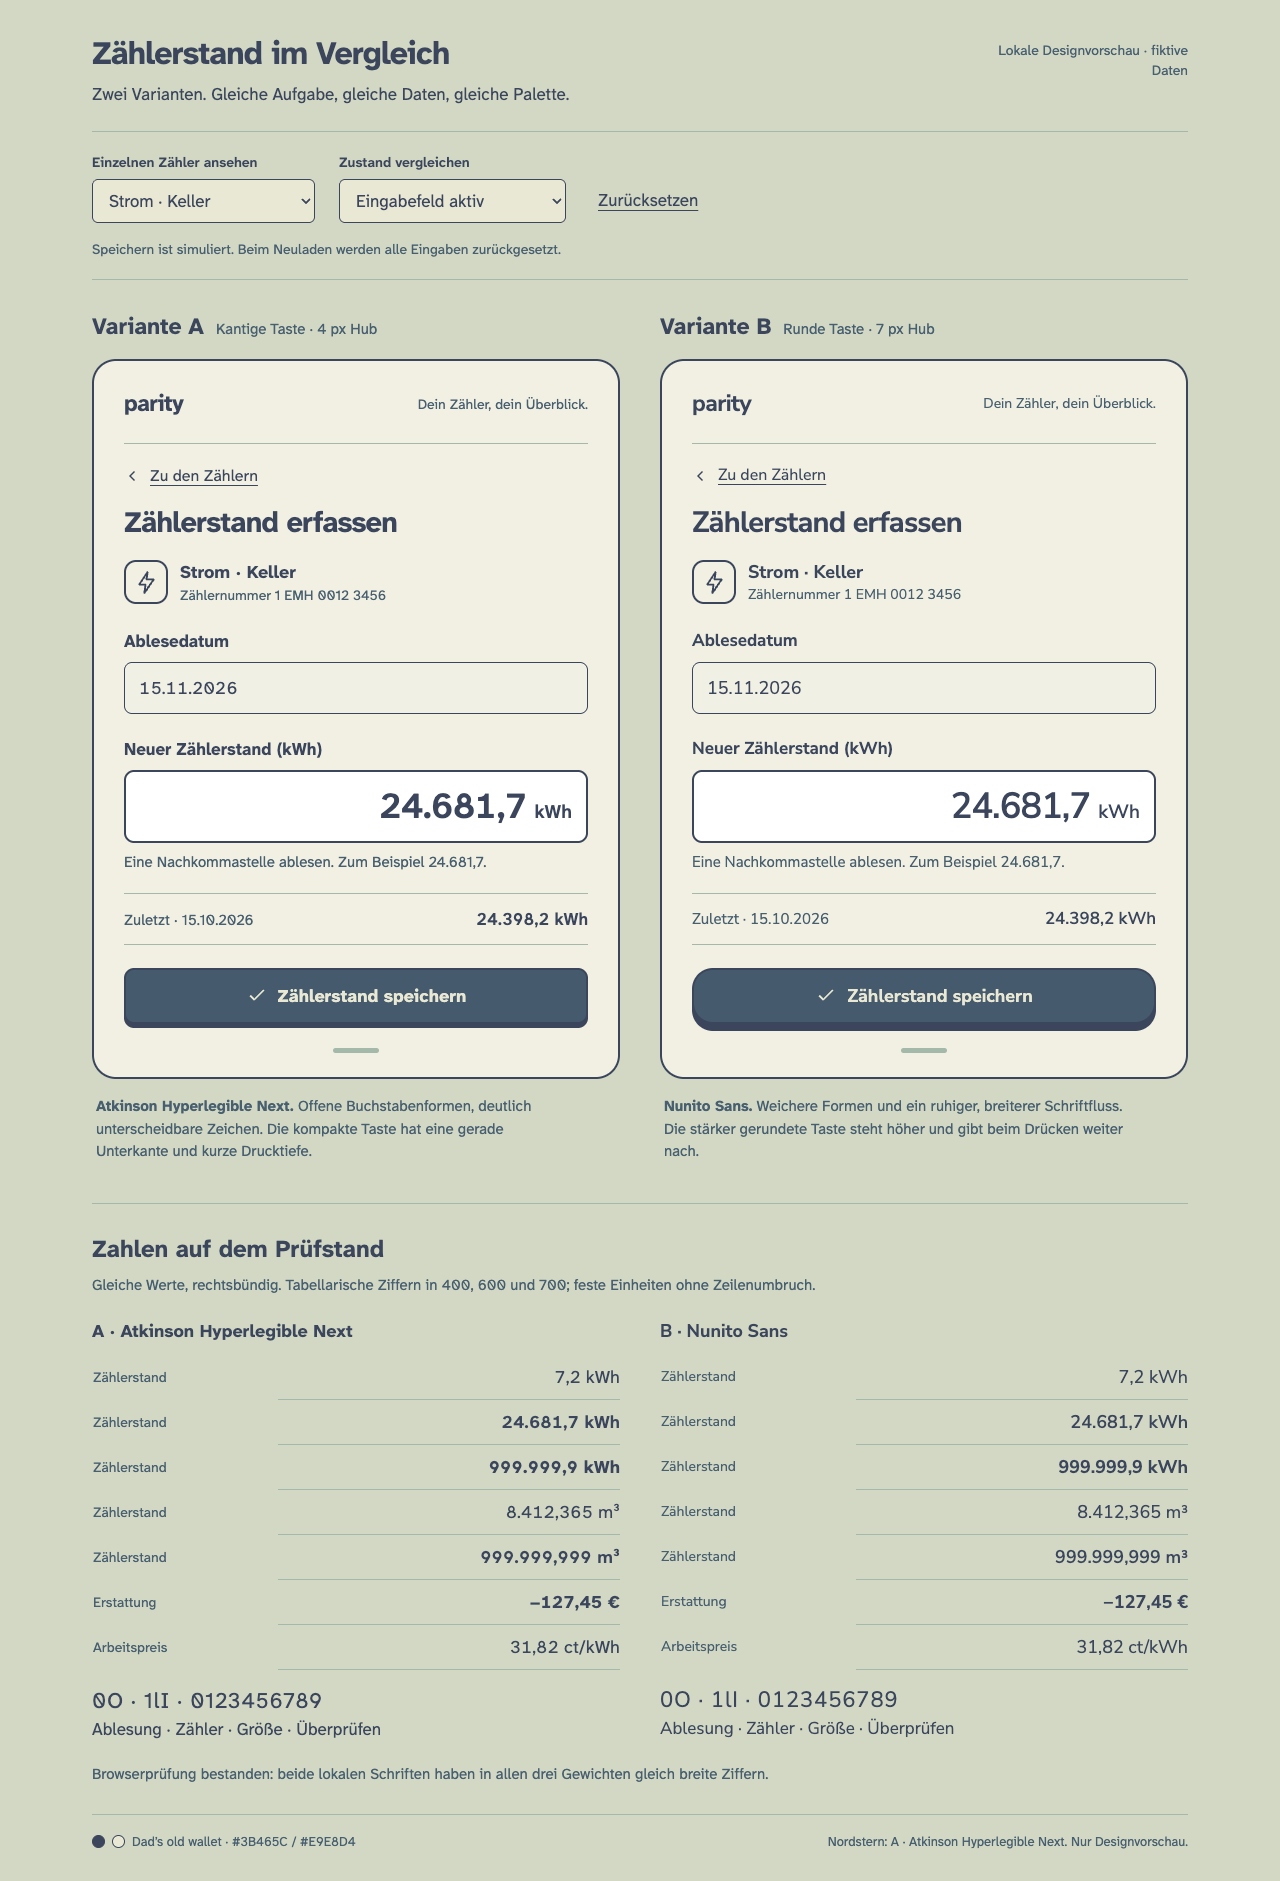 Zählerstand im Vergleich
Lokale Designvorschau · fiktive
Daten
Zwei Varianten. Gleiche Aufgabe, gleiche Daten, gleiche Palette.
Einzelnen Zähler ansehen
Zustand vergleichen
Strom · Keller
Eingabefeld aktiv
Zurücksetzen
Speichern ist simuliert. Beim Neuladen werden alle Eingaben zurückgesetzt.
Variante A Kantige Taste · 4 px Hub
parity
Dein Zähler, dein Überblick.
Zu den Zählern
Zählerstand erfassen
Strom · Keller
Zählernummer 1 EMH 0012 3456
Ablesedatum
15.11.2026
Neuer Zählerstand (kWh)
24.681,7 kWh
Eine Nachkommastelle ablesen. Zum Beispiel 24.681,7.
Zuletzt · 15.10.2026
24.398,2 kWh
Zählerstand speichern
Atkinson Hyperlegible Next. Offene Buchstabenformen, deutlich
unterscheidbare Zeichen. Die kompakte Taste hat eine gerade
Unterkante und kurze Drucktiefe.
Variante B Runde Taste · 7 px Hub
parity
Dein Zähler, dein Überblick.
Zu den Zählern
Zählerstand erfassen
Strom · Keller
Zählernummer 1 EMH 0012 3456
Ablesedatum
15.11.2026
Neuer Zählerstand (kWh)
24.681,7 kWh
Eine Nachkommastelle ablesen. Zum Beispiel 24.681,7.
Zuletzt · 15.10.2026
24.398,2 kWh
Zählerstand speichern
Nunito Sans. Weichere Formen und ein ruhiger, breiterer Schriftfluss.
Die stärker gerundete Taste steht höher und gibt beim Drücken weiter
nach.
Zahlen auf dem Prüfstand
Gleiche Werte, rechtsbündig. Tabellarische Ziffern in 400, 600 und 700; feste Einheiten ohne Zeilenumbruch.
A · Atkinson Hyperlegible Next
Zählerstand 7,2 kWh
Zählerstand 24.681,7 kWh
Zählerstand 999.999,9 kWh
Zählerstand 8.412,365 m³
Zählerstand 999.999,999 m³
Erstattung −127,45 €
Arbeitspreis 31,82 ct/kWh
0O · 1lI · 0123456789
Ablesung · Zähler · Größe · Überprüfen
B · Nunito Sans
Zählerstand 7,2 kWh
Zählerstand 24.681,7 kWh
Zählerstand 999.999,9 kWh
Zählerstand 8.412,365 m³
Zählerstand 999.999,999 m³
Erstattung −127,45 €
Arbeitspreis 31,82 ct/kWh
0O · 1lI · 0123456789
Ablesung · Zähler · Größe · Überprüfen
Browserprüfung bestanden: beide lokalen Schriften haben in allen drei Gewichten gleich breite Ziffern.
Dad's old wallet · #3B465C / #E9E8D4
Nordstern: A · Atkinson Hyperlegible Next. Nur Designvorschau.